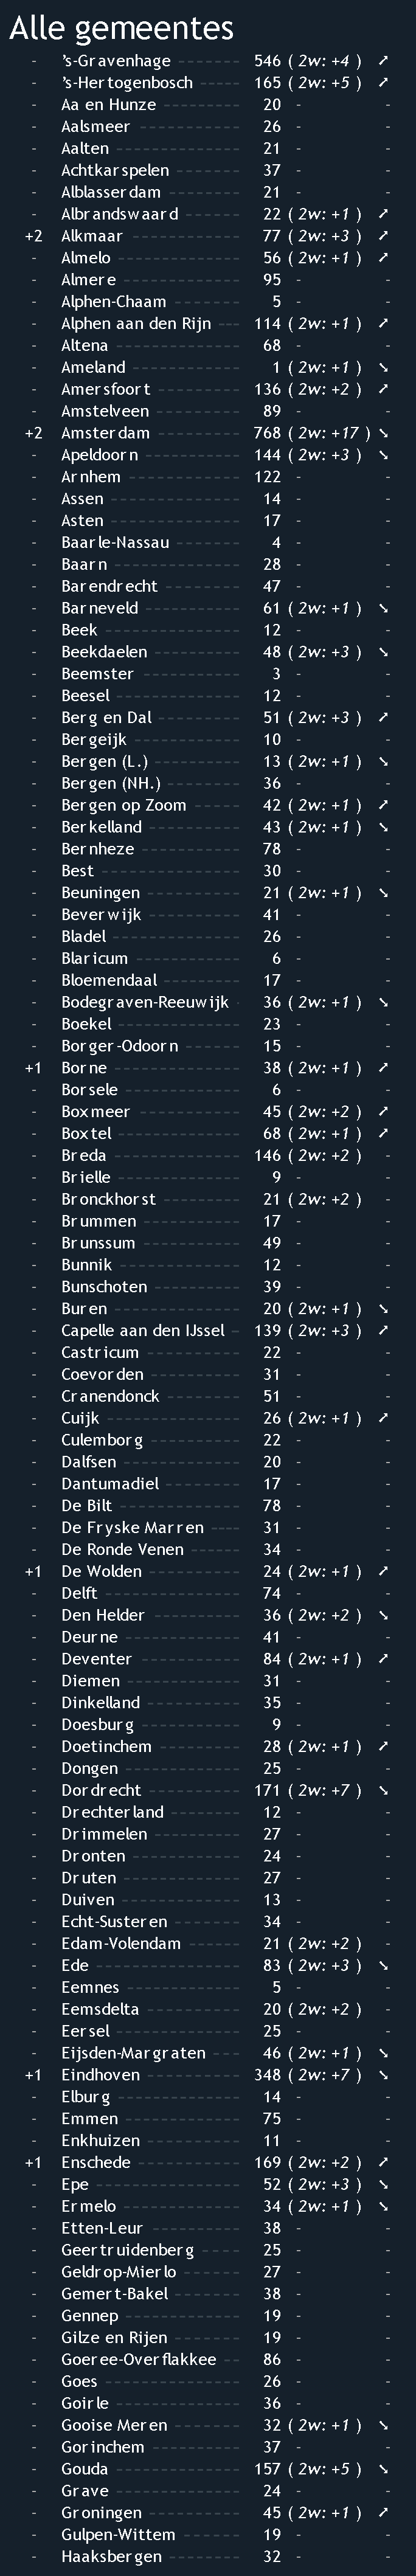 Alle gemeentes
- 's-Gravenhage 546 ( 2w: +4 ) ➚
- 's-Hertogenbosch 165 ( 2w: +5 ) ➚
- Aa en Hunze 20 - -
- Aalsmeer 26 - -
- Aalten 21 - -
- Achtkarspelen 37 - -
- Alblasserdam 21 - -
- Albrandswaard 22 ( 2w: +1 ) ➚
+2 Alkmaar 77 ( 2w: +3 ) ➚
- Almelo 56 ( 2w: +1 ) ➚
- Almere 95 - -
- Alphen-Chaam 5 - -
- Alphen aan den Rijn 114 ( 2w: +1 ) ➚
- Altena 68 - -
- Ameland 1 ( 2w: +1 ) ➘
- Amersfoort 136 ( 2w: +2 ) ➚
- Amstelveen 89 - -
+2 Amsterdam 768 ( 2w: +17 ) ➘
- Apeldoorn 144 ( 2w: +3 ) ➘
- Arnhem 122 - -
- Assen 14 - -
- Asten 17 - -
- Baarle-Nassau 4 - -
- Baarn 28 - -
- Barendrecht 47 - -
- Barneveld 61 ( 2w: +1 ) ➘
- Beek 12 - -
- Beekdaelen 48 ( 2w: +3 ) ➘
- Beemster 3 - -
- Beesel 12 - -
- Berg en Dal 51 ( 2w: +3 ) ➚
- Bergeijk 10 - -
- Bergen (L.) 13 ( 2w: +1 ) ➘
- Bergen (NH.) 36 - -
- Bergen op Zoom 42 ( 2w: +1 ) ➚
- Berkelland 43 ( 2w: +1 ) ➘
- Bernheze 78 - -
- Best 30 - -
- Beuningen 21 ( 2w: +1 ) ➘
- Beverwijk 41 - -
- Bladel 26 - -
- Blaricum 6 - -
- Bloemendaal 17 - -
- Bodegraven-Reeuwijk 36 ( 2w: +1 ) ➘
- Boekel 23 - -
- Borger-Odoorn 15 - -
+1 Borne 38 ( 2w: +1 ) ➚
- Borsele 6 - -
- Boxmeer 45 ( 2w: +2 ) ➚
- Boxtel 68 ( 2w: +1 ) ➚
- Breda 146 ( 2w: +2 ) -
- Brielle 9 - -
- Bronckhorst 21 ( 2w: +2 ) -
- Brummen 17 - -
- Brunssum 49 - -
- Bunnik 12 - -
- Bunschoten 39 - -
- Buren 20 ( 2w: +1 ) ➘
- Capelle aan den IJssel 139 ( 2w: +3 ) ➚
- Castricum 22 - -
- Coevorden 31 - -
- Cranendonck 51 - -
- Cuijk 26 ( 2w: +1 ) ➚
- Culemborg 22 - -
- Dalfsen 20 - -
- Dantumadiel 17 - -
- De Bilt 78 - -
- De Fryske Marren 31 - -
- De Ronde Venen 34 - -
+1 De Wolden 24 ( 2w: +1 ) ➚
- Delft 74 - -
- Den Helder 36 ( 2w: +2 ) ➘
- Deurne 41 - -
- Deventer 84 ( 2w: +1 ) ➚
- Diemen 31 - -
- Dinkelland 35 - -
- Doesburg 9 - -
- Doetinchem 28 ( 2w: +1 ) ➚
- Dongen 25 - -
- Dordrecht 171 ( 2w: +7 ) ➘
- Drechterland 12 - -
- Drimmelen 27 - -
- Dronten 24 - -
- Druten 27 - -
- Duiven 13 - -
- Echt-Susteren 34 - -
- Edam-Volendam 21 ( 2w: +2 ) -
- Ede 83 ( 2w: +3 ) ➘
- Eemnes 5 - -
- Eemsdelta 20 ( 2w: +2 ) -
- Eersel 25 - -
- Eijsden-Margraten 46 ( 2w: +1 ) ➘
+1 Eindhoven 348 ( 2w: +7 ) ➘
- Elburg 14 - -
- Emmen 75 - -
- Enkhuizen 11 - -
+1 Enschede 169 ( 2w: +2 ) ➚
- Epe 52 ( 2w: +3 ) ➘
- Ermelo 34 ( 2w: +1 ) ➘
- Etten-Leur 38 - -
- Geertruidenberg 25 - -
- Geldrop-Mierlo 27 - -
- Gemert-Bakel 38 - -
- Gennep 19 - -
- Gilze en Rijen 19 - -
- Goeree-Overflakkee 86 - -
- Goes 26 - -
- Goirle 36 - -
- Gooise Meren 32 ( 2w: +1 ) ➘
- Gorinchem 37 - -
- Gouda 157 ( 2w: +5 ) ➘
- Grave 24 - -
- Groningen 45 ( 2w: +1 ) ➚
- Gulpen-Wittem 19 - -
- Haaksbergen 32 - -